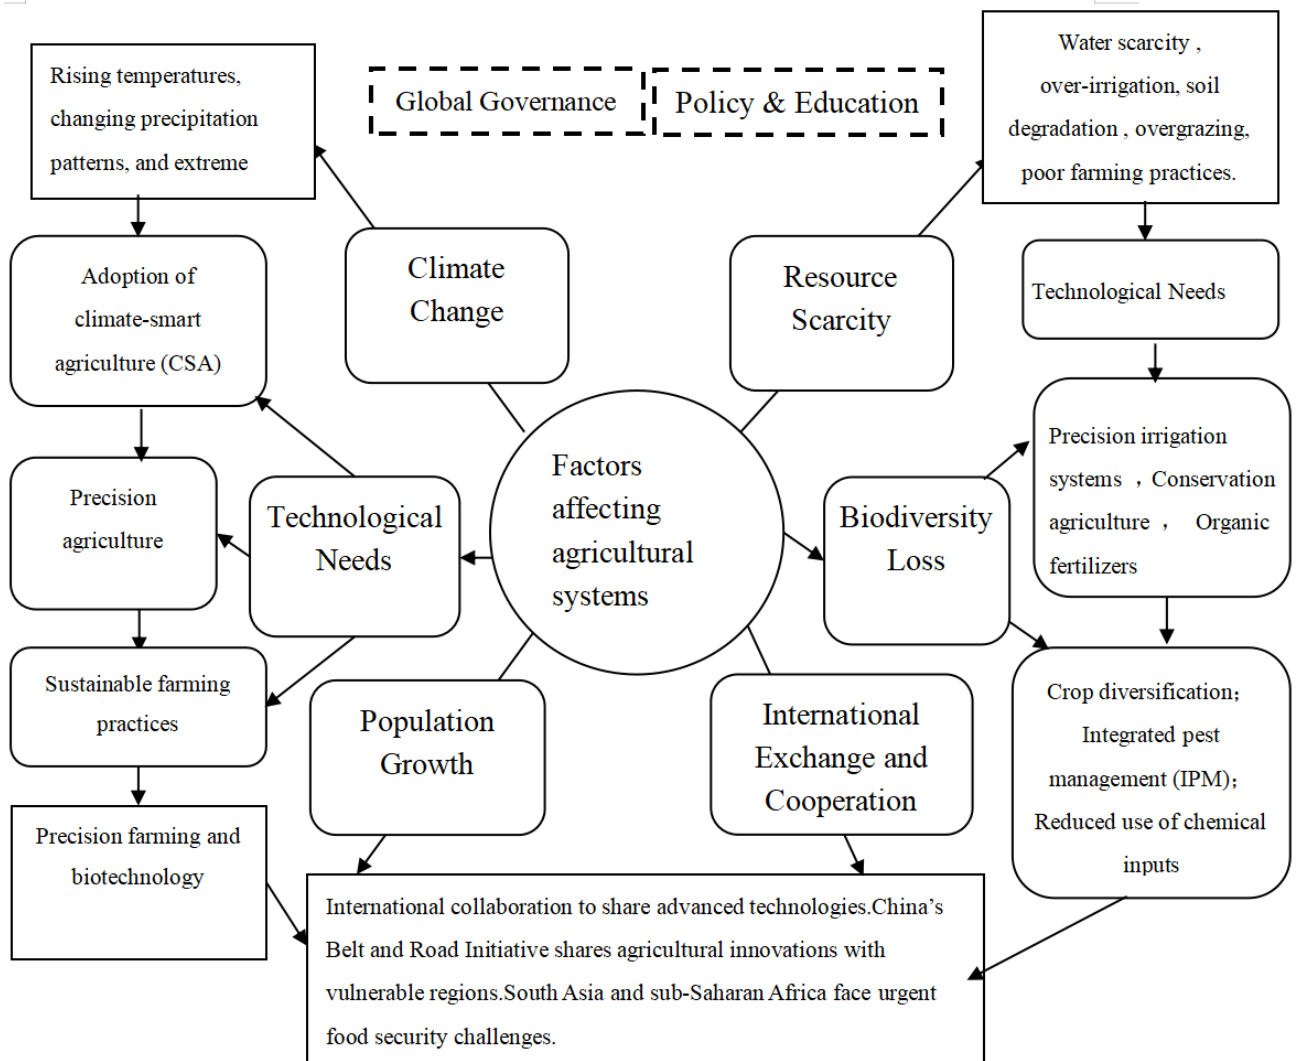 Rising temperatures,
changing precipitation
patterns, and extreme
Global Governance
Policy & Education
Water scarcity ,
over-irrigation, soil
degradation , overgrazing,
poor farming practices.
Adoption of
climate-smart
agriculture (CSA)
Climate
Change
Resource
Scarcity
Technological Needs
Factors
affecting
agricultural
systems
Precision
agriculture
Technological
Needs
Biodiversity
Loss
Precision irrigation
systems ，Conservation
agriculture ， Organic
fertilizers
Sustainable farming
practices
Population
Growth
International
Exchange and
Cooperation
Crop diversification；
Integrated pest
management (IPM)；
Reduced use of chemical
inputs
Precision farming and
biotechnology
International collaboration to share advanced technologies.China’s
Belt and Road Initiative shares agricultural innovations with
vulnerable regions.South Asia and sub-Saharan Africa face urgent
food security challenges.